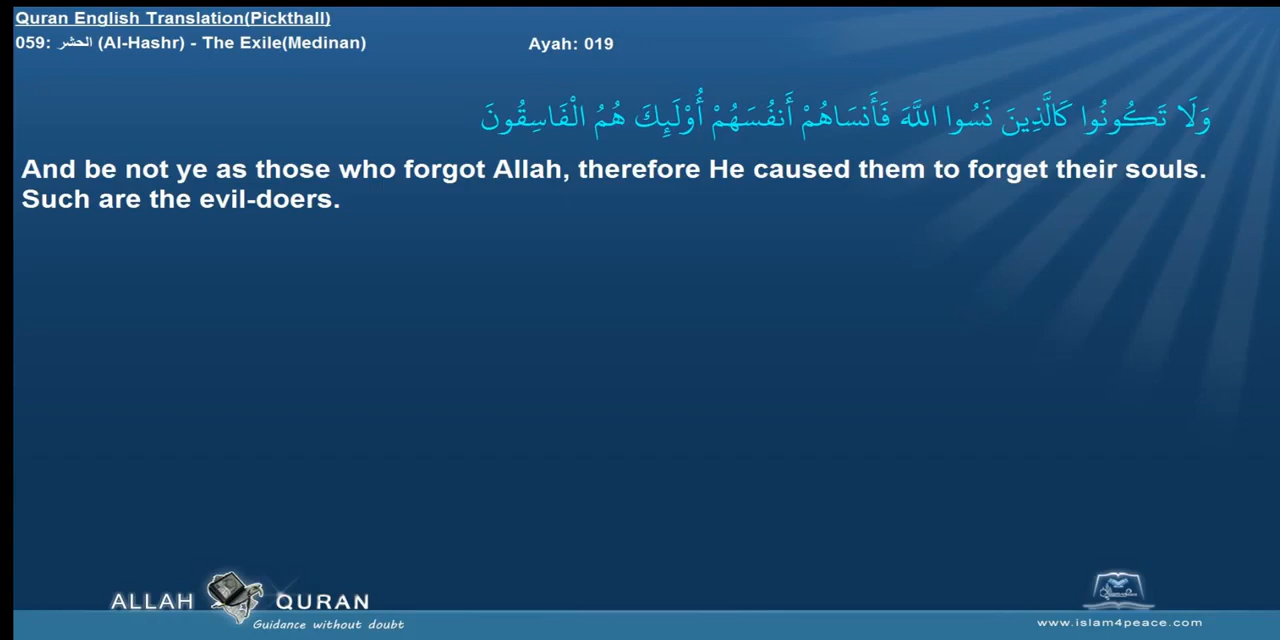 Quran English Translation(Pickthall)
059: الحشر (Al-Hashr) - The Exile(Medinan)
Ayah: 019
وَلَا تَكُونُوا كَالَّذِينَ نَسُوا اللَّهَ فَأَنسَاهُمْ أَنفُسَهُمْ أُوْلَئِكَ هُمُ الْفَاسِقُونَ
And be not ye as those who forgot Allah, therefore He caused them to forget their souls.
Such are the evil-doers.
ALLAH QURAN
Guidance without doubt
www.islam4peace.com